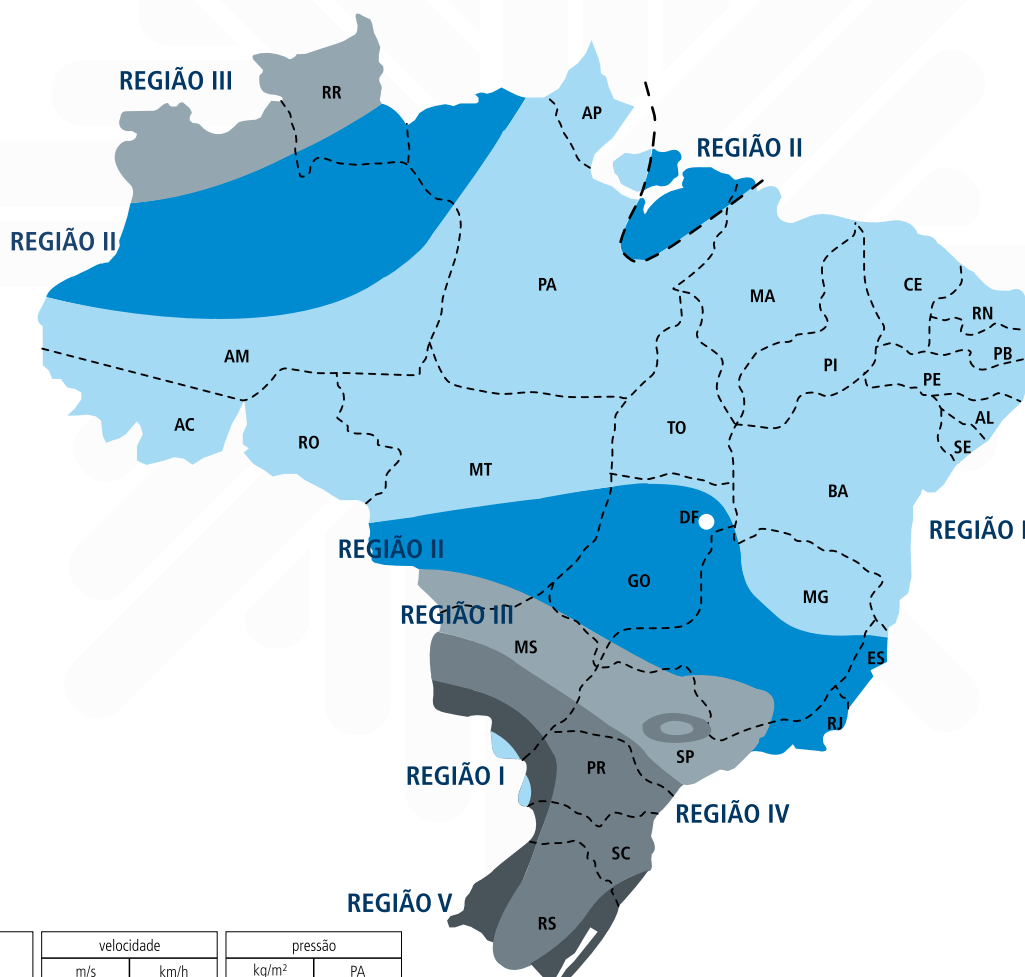 REGIÃO III
RR
AP
REGIÃO II
REGIÃO II
PA
MA
CE
RN
PB
PI
PE
AM
AL
AC
TO
SE
RO
MT
BA
DF
REGIÃO I
REGIÃO II
GO
MG
REGIÃO III
MS
ES
RJ
SP
PR
REGIÃO I
REGIÃO IV
SC
REGIÃO V
RS
velocidade pressão
m/s km/h kg/m² PA